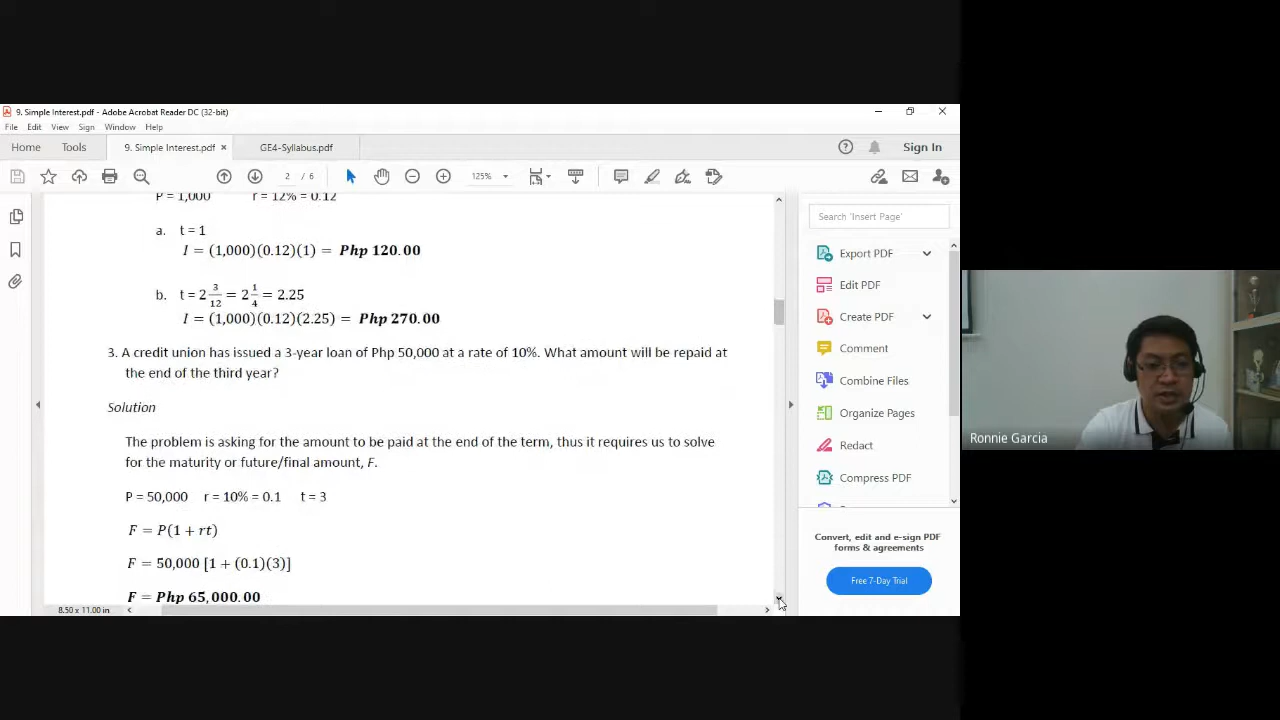 9. Simple Interest.pdf - Adobe Acrobat Reader DC (32-bit)
File Edit View Sign Window Help
Home Tools 9. Simple Interest.pdf × GE4-Syllabus.pdf Sign In
2 / 6 125%
P = 1,000 r = 12% = 0.12
a. t = 1
I = (1,000)(0.12)(1) = Php 120.00
b. t = 2 3/12 = 2 1/4 = 2.25
I = (1,000)(0.12)(2.25) = Php 270.00
3. A credit union has issued a 3-year loan of Php 50,000 at a rate of 10%. What amount will be repaid at
the end of the third year?
Solution
The problem is asking for the amount to be paid at the end of the term, thus it requires us to solve
for the maturity or future/final amount, F.
P = 50,000 r = 10% = 0.1 t = 3
F = P(1 + rt)
F = 50,000 [1 + (0.1)(3)]
F = Php 65,000.00
8.50 x 11.00 in
Search 'Insert Page'
Export PDF
Edit PDF
Create PDF
Comment
Combine Files
Organize Pages
Redact
Compress PDF
Convert, edit and e-sign PDF
forms & agreements
Free 7-Day Trial
Ronnie Garcia